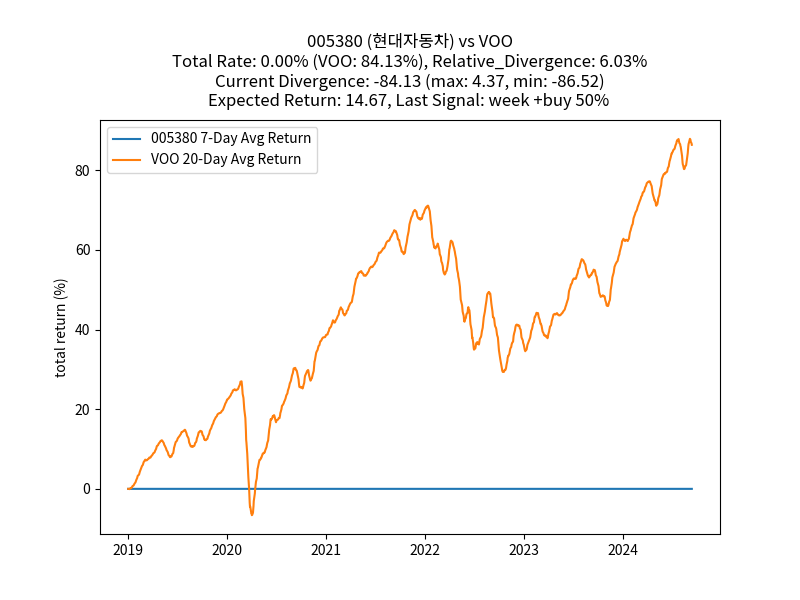 005380 (현대자동차) vs VOO
Total Rate: 0.00% (VOO: 84.13%), Relative_Divergence: 6.03%
Current Divergence: -84.13 (max: 4.37, min: -86.52)
Expected Return: 14.67, Last Signal: week +buy 50%
005380 7-Day Avg Return
VOO 20-Day Avg Return
total return (%)
80
60
40
20
0
2019 2020 2021 2022 2023 2024